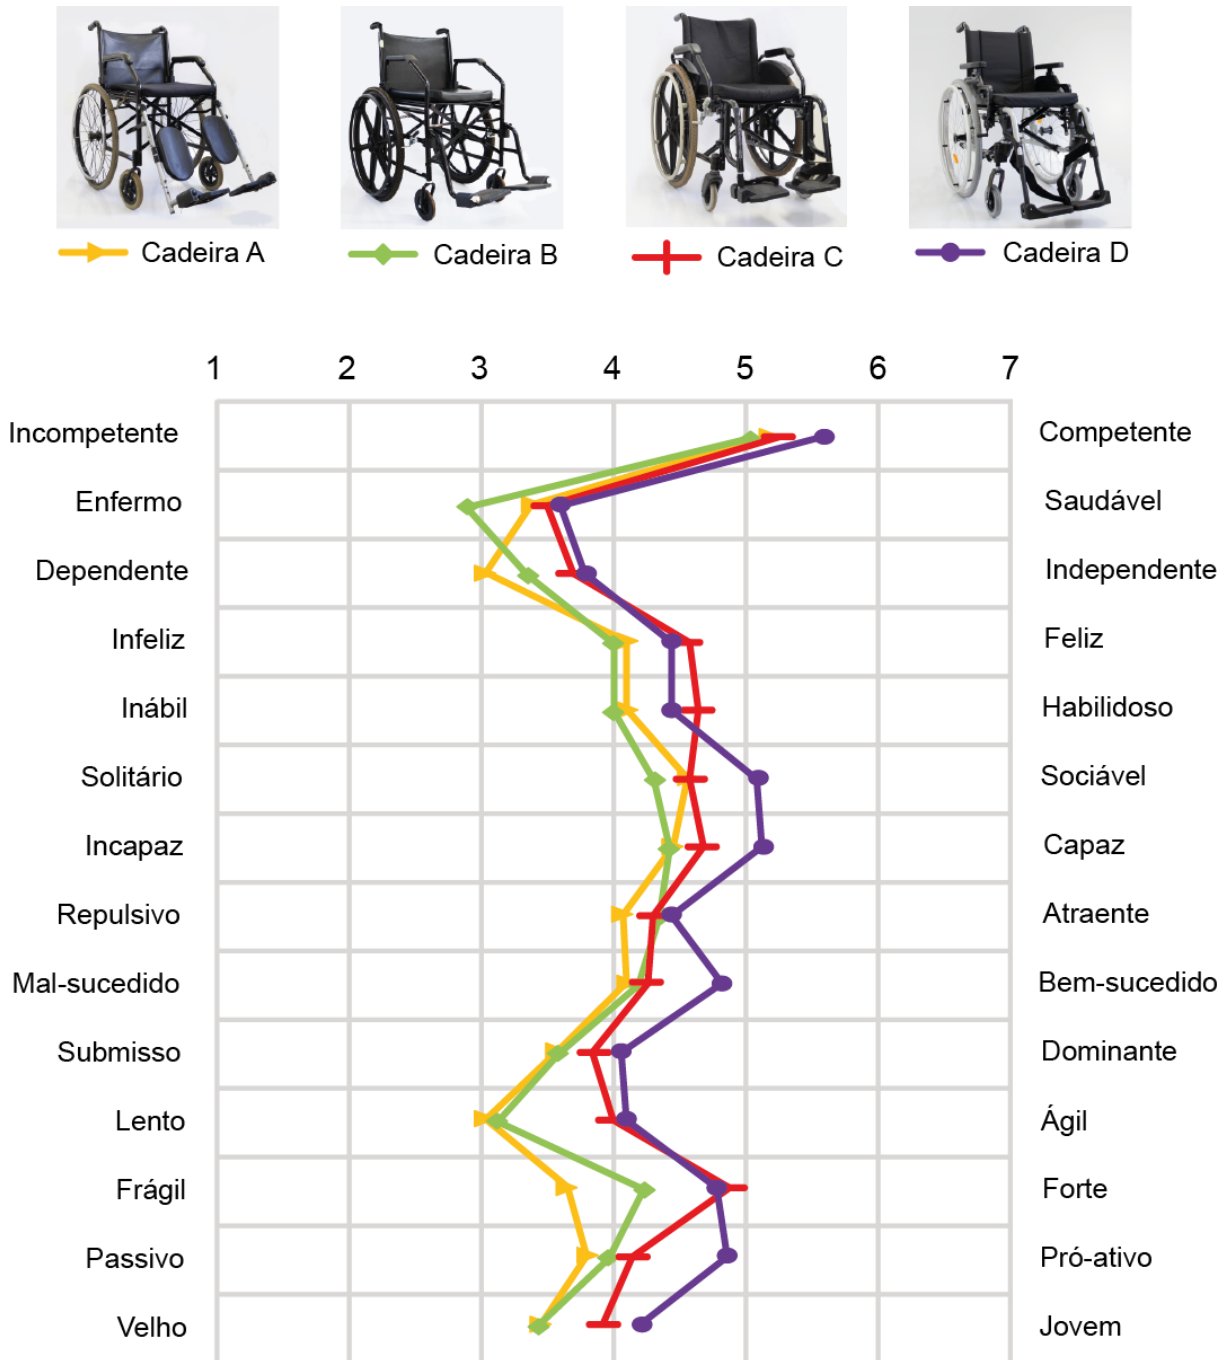 Cadeira A
Cadeira B
Cadeira C
Cadeira D
1 2 3 4 5 6 7
Incompetente Competente
Enfermo Saudável
Dependente Independente
Infeliz Feliz
Inábil Habilidoso
Solitário Sociável
Incapaz Capaz
Repulsivo Atraente
Mal-sucedido Bem-sucedido
Submisso Dominante
Lento Ágil
Frágil Forte
Passivo Pró-ativo
Velho Jovem